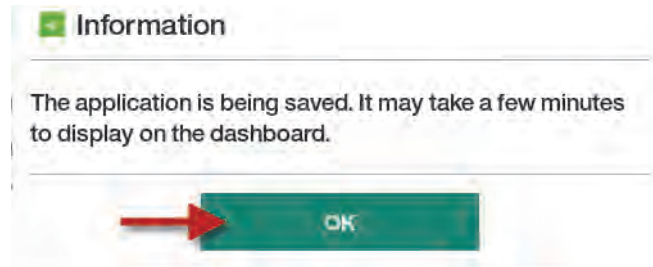 Information
The application is being saved. It may take a few minutes
to display on the dashboard.
OK